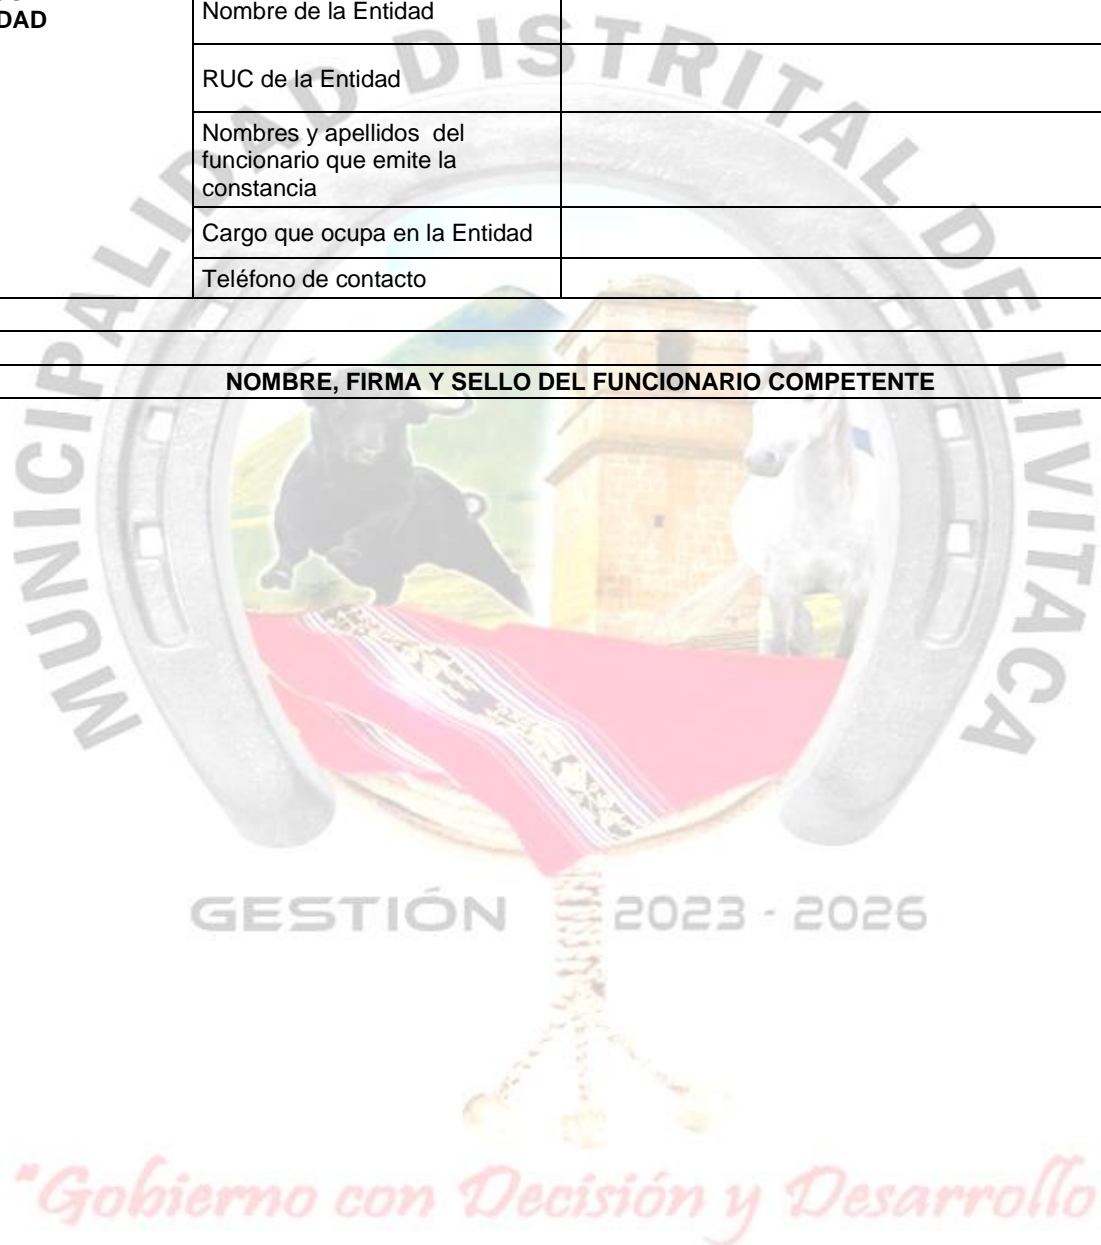 DAD
Nombre de la Entidad
RUC de la Entidad
Nombres y apellidos del
funcionario que emite la
constancia
Cargo que ocupa en la Entidad
Teléfono de contacto
NOMBRE, FIRMA Y SELLO DEL FUNCIONARIO COMPETENTE
MUNICIPALIDAD DISTRITAL DE LIVITACA
GESTIÓN 2023 - 2026
"Gobierno con Decisión y Desarrollo